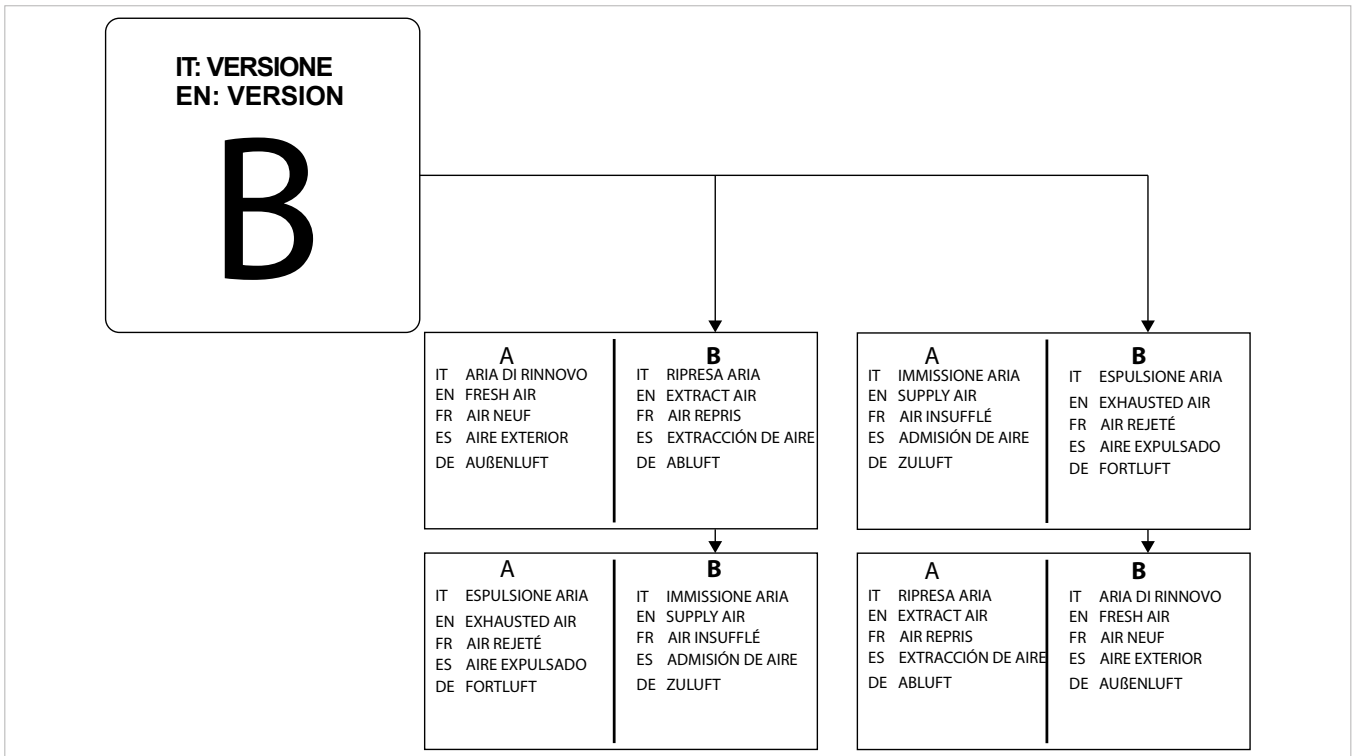 IT: VERSIONE
EN: VERSION
B
A
IT ARIA DI RINNOVO
EN FRESH AIR
FR AIR NEUF
ES AIRE EXTERIOR
DE AUßENLUFT
B
IT RIPRESA ARIA
EN EXTRACT AIR
FR AIR REPRIS
ES EXTRACCIÓN DE AIRE
DE ABLUFT
A
IT IMMISSIONE ARIA
EN SUPPLY AIR
FR AIR INSUFFLÉ
ES ADMISIÓN DE AIRE
DE ZULUFT
B
IT ESPULSIONE ARIA
EN EXHAUSTED AIR
FR AIR REJETÉ
ES AIRE EXPULSADO
DE FORTLUFT
A
IT ESPULSIONE ARIA
EN EXHAUSTED AIR
FR AIR REJETÉ
ES AIRE EXPULSADO
DE FORTLUFT
B
IT IMMISSIONE ARIA
EN SUPPLY AIR
FR AIR INSUFFLÉ
ES ADMISIÓN DE AIRE
DE ZULUFT
A
IT RIPRESA ARIA
EN EXTRACT AIR
FR AIR REPRIS
ES EXTRACCIÓN DE AIRE
DE ABLUFT
B
IT ARIA DI RINNOVO
EN FRESH AIR
FR AIR NEUF
ES AIRE EXTERIOR
DE AUßENLUFT